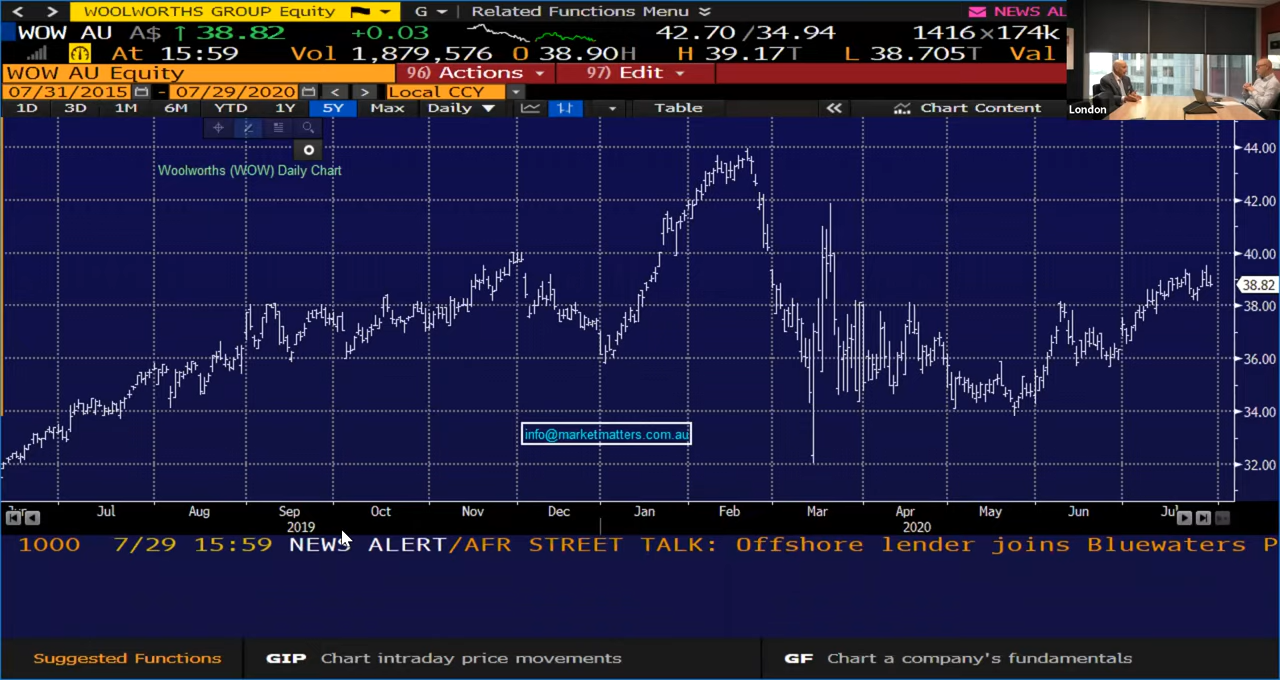 < > WOOLWORTHS GROUP Equity G Related Functions Menu NEWS AL
WOW AU A$ ↑ 38.82 +0.03 42.70 /34.94 1416×174k
At 15:59 Vol 1,879,576 O 38.90H H 39.17T L 38.705T Val
WOW AU Equity 96) Actions 97) Edit
07/31/2015 - 07/29/2020 < > Local CCY
London
1D 3D 1M 6M YTD 1Y 5Y Max Daily ▼ Table « Chart Content
Woolworths (WOW) Daily Chart
44.00
42.00
40.00
38.82
38.00
36.00
34.00
info@marketmatters.com.au
32.00
Jul Aug Sep Oct Nov Dec Jan Feb Mar Apr May Jun Jul
2019 2020
1000 7/29 15:59 NEWS ALERT/AFR STREET TALK: Offshore lender joins Bluewaters P
Suggested Functions GIP Chart intraday price movements GF Chart a company's fundamentals